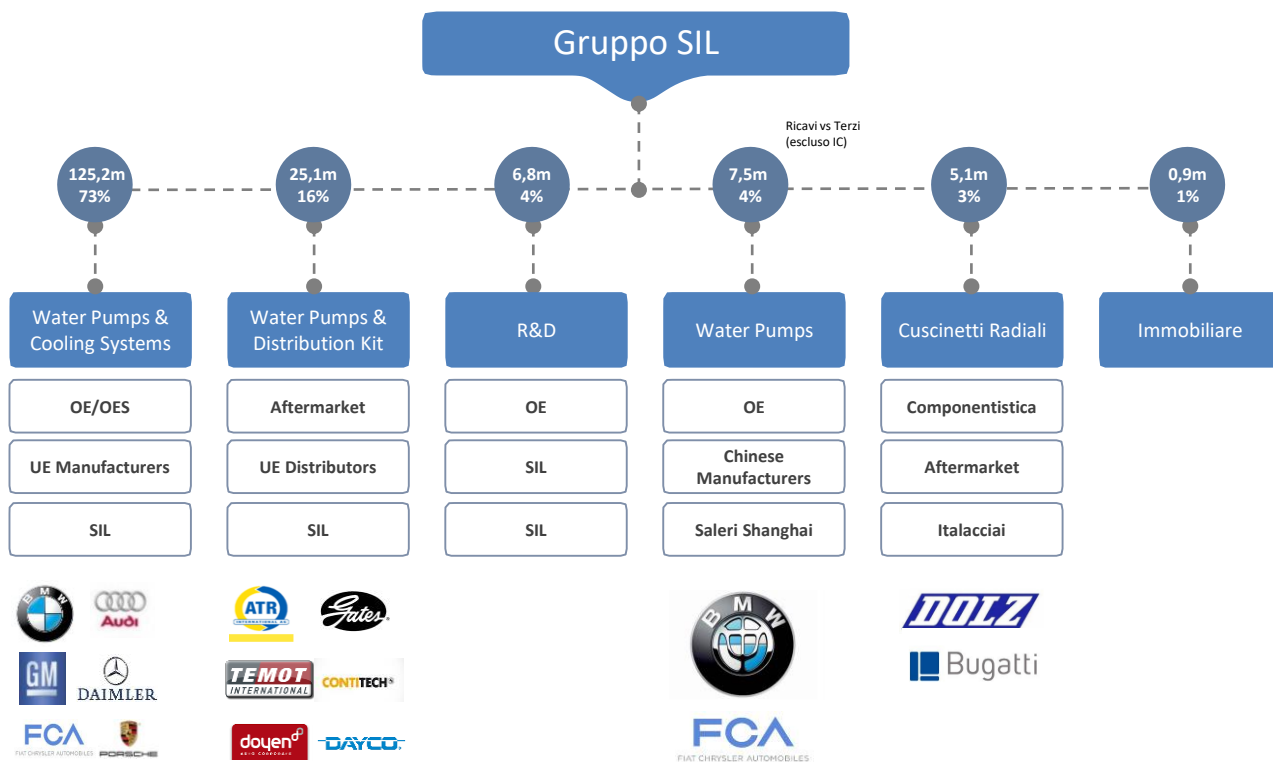 Gruppo SIL
Ricavi vs Terzi
(escluso IC)
125,2m
73%
25,1m
16%
6,8m
4%
7,5m
4%
5,1m
3%
0,9m
1%
Water Pumps &
Cooling Systems
Water Pumps &
Distribution Kit
R&D
Water Pumps
Cuscinetti Radiali
Immobiliare
OE/OES
Aftermarket
OE
OE
Componentistica
UE Manufacturers
UE Distributors
SIL
Chinese
Manufacturers
Aftermarket
SIL
SIL
SIL
Saleri Shanghai
Italacciai
BMW
Audi
ATR
INTERNATIONAL AG
Gates
BMW
DOLZ
Bugatti
GM
DAIMLER
TEMOT
INTERNATIONAL
CONTITECH
FCA
FIAT CHRYSLER AUTOMOBILES
PORSCHE
doyen
DAYCO
FCA
FIAT CHRYSLER AUTOMOBILES